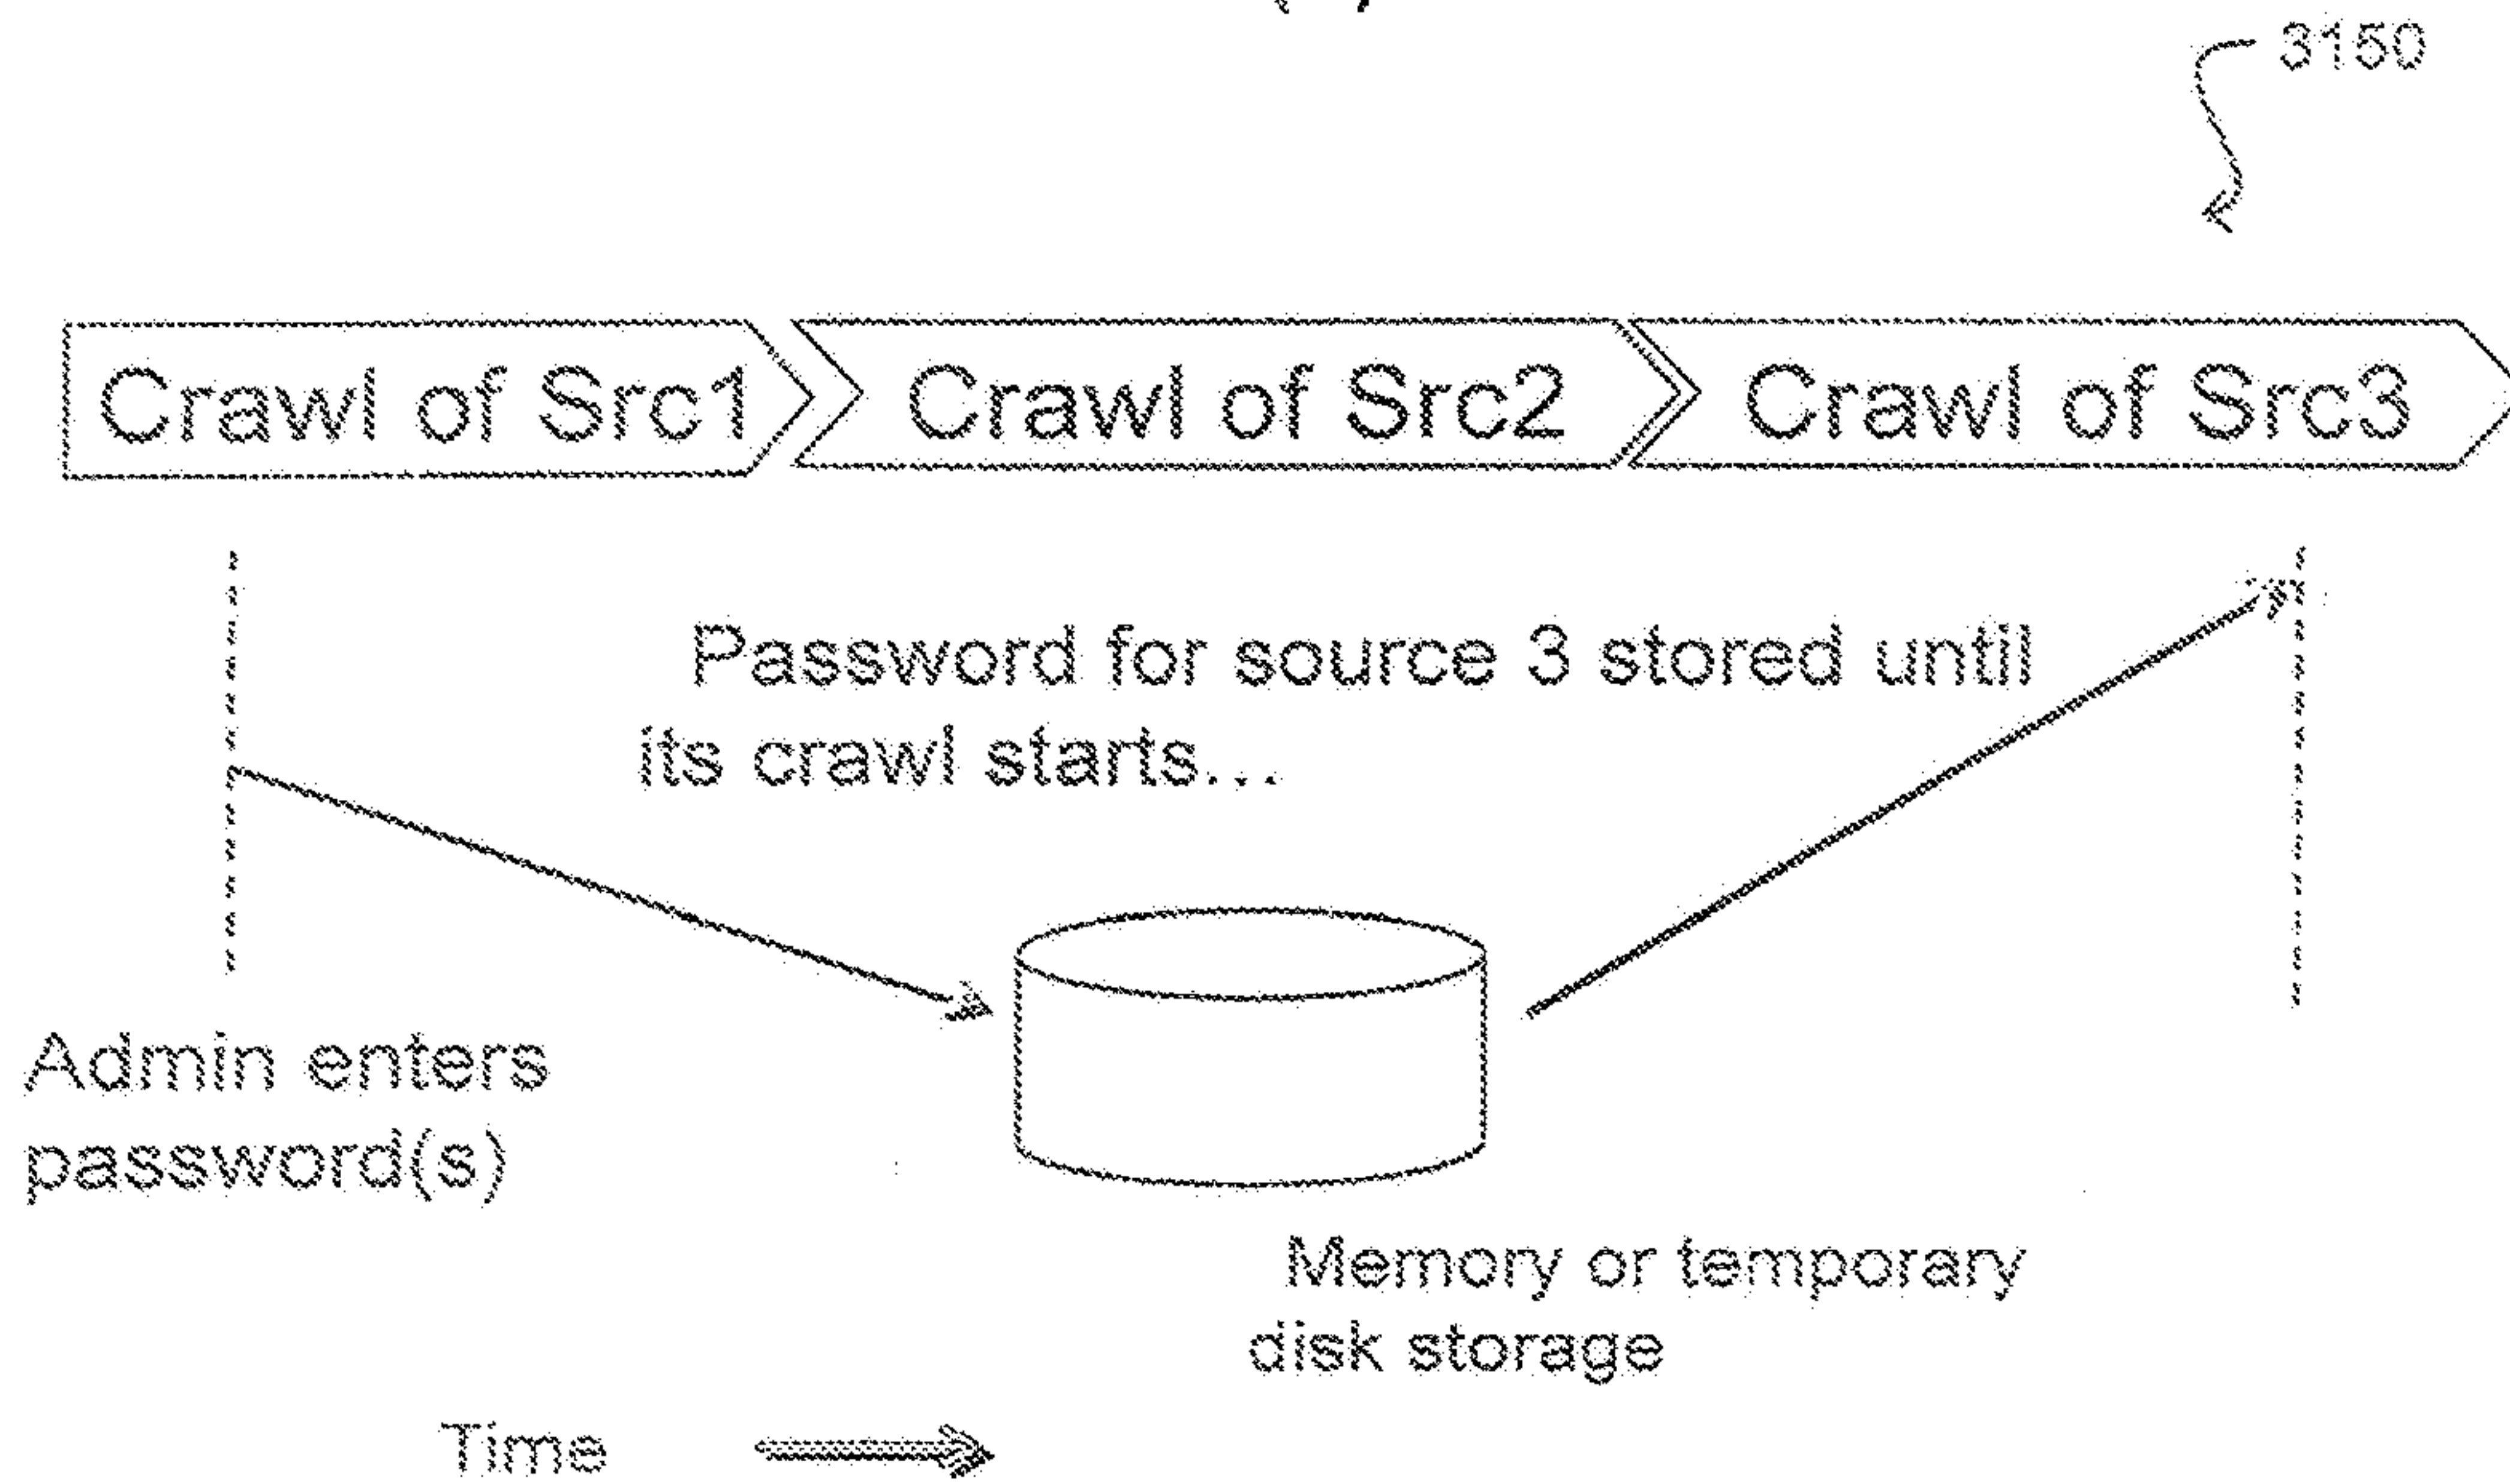 3150
Crawl of Src1
Crawl of Src2
Crawl of Src3
Password for source 3 stored until
its crawl starts...
Admin enters
password(s)
Memory or temporary
disk storage
Time